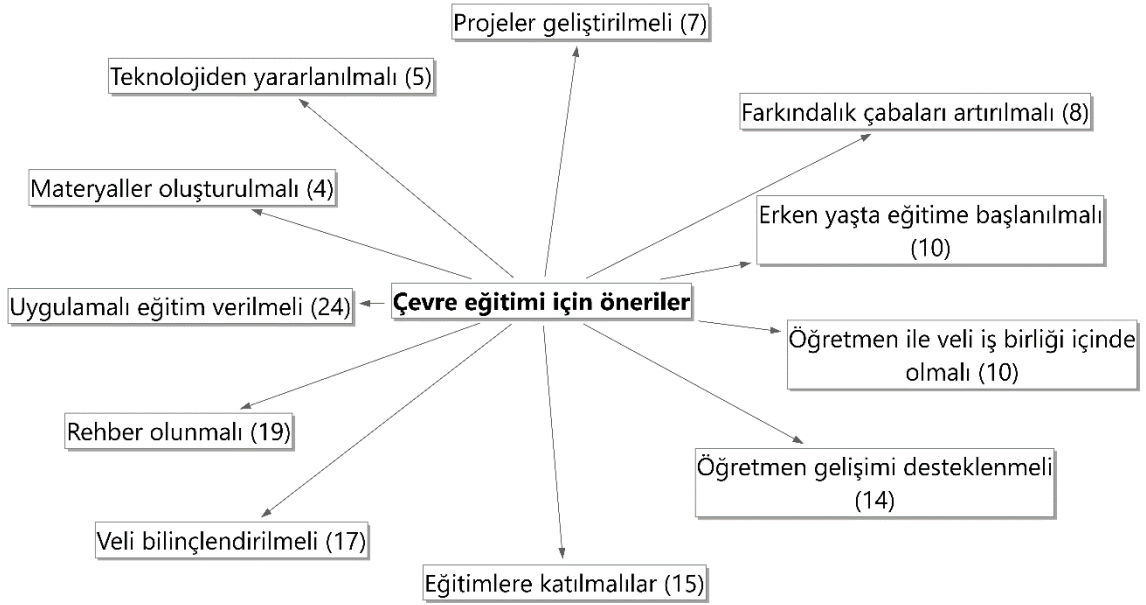 Projeler geliştirilmeli (7)
Teknolojiden yararlanılmalı (5)
Farkındalık çabaları artırılmalı (8)
Materyaller oluşturulmalı (4)
Erken yaşta eğitime başlanılmalı
(10)
Çevre eğitimi için öneriler
Uygulamalı eğitim verilmeli (24)
Öğretmen ile veli iş birliği içinde
olmalı (10)
Rehber olunmalı (19)
Öğretmen gelişimi desteklenmeli
(14)
Veli bilinçlendirilmeli (17)
Eğitimlere katılmalılar (15)